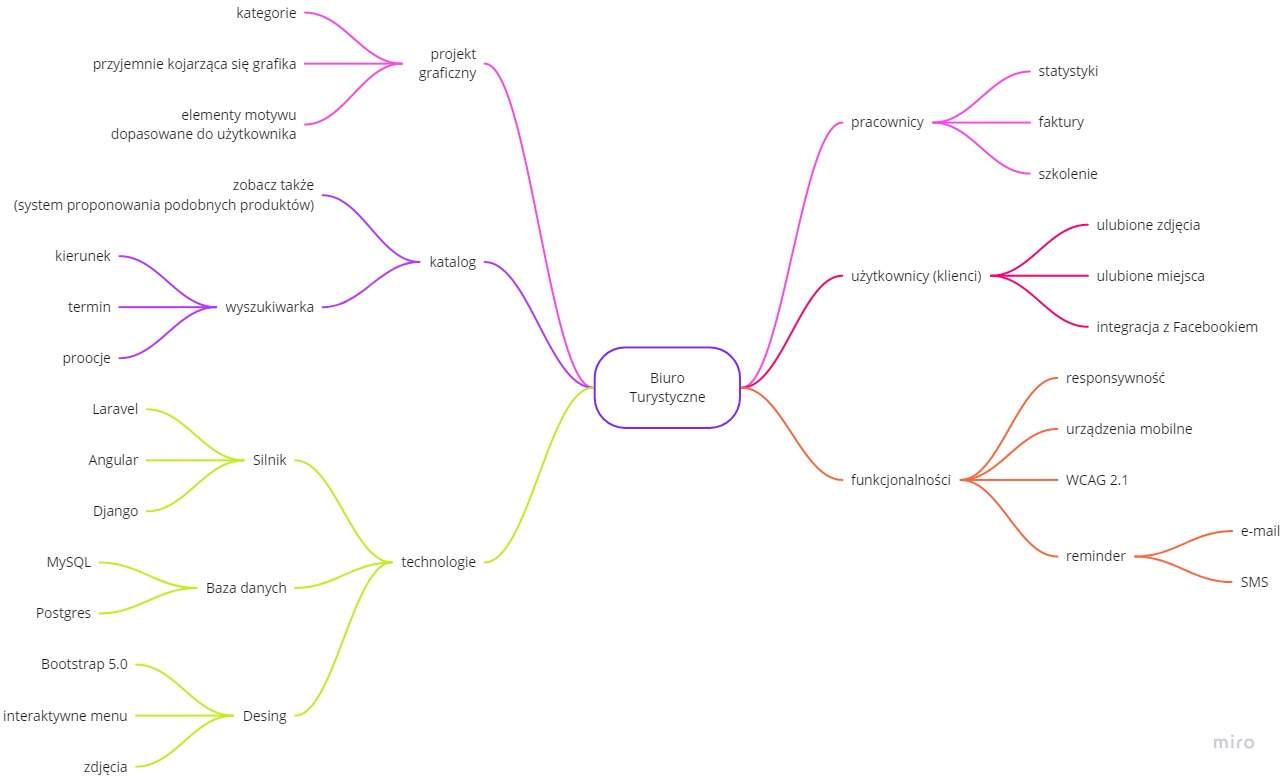 kategorie
przyjemnie kojarząca się grafika
elementy motywu
dopasowane do użytkownika
projekt
graficzny
zobacz także
(system proponowania podobnych produktów)
kierunek
termin
proocje
wyszukiwarka
katalog
Laravel
Angular
Django
Silnik
MySQL
Postgres
Baza danych
Bootstrap 5.0
interaktywne menu
zdjęcia
Desing
technologie
Biuro
Turystyczne
pracownicy
statystyki
faktury
szkolenie
użytkownicy (klienci)
ulubione zdjęcia
ulubione miejsca
integracja z Facebookiem
funkcjonalności
responsywność
urządzenia mobilne
WCAG 2.1
reminder
e-mail
SMS
miro